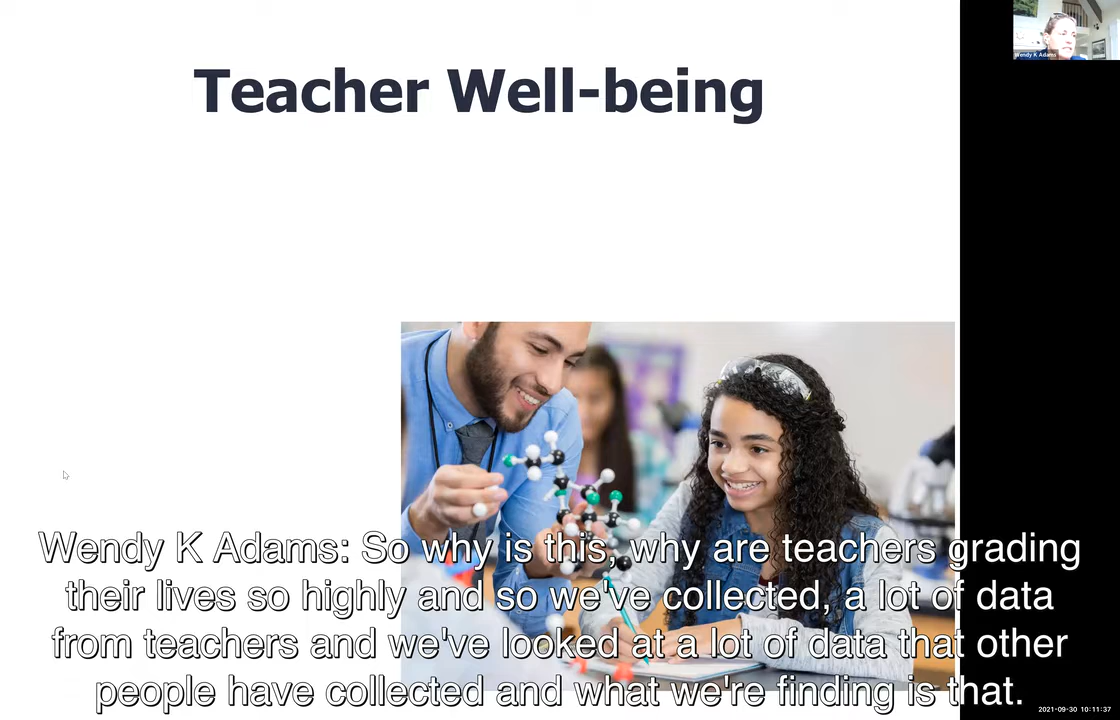 Wendy K Adams
Teacher Well-being
Wendy K Adams: So why is this, why are teachers grading
their lives so highly and so we've collected, a lot of data
from teachers and we've looked at a lot of data that other
people have collected and what we're finding is that.
2021-09-30 10:11:37